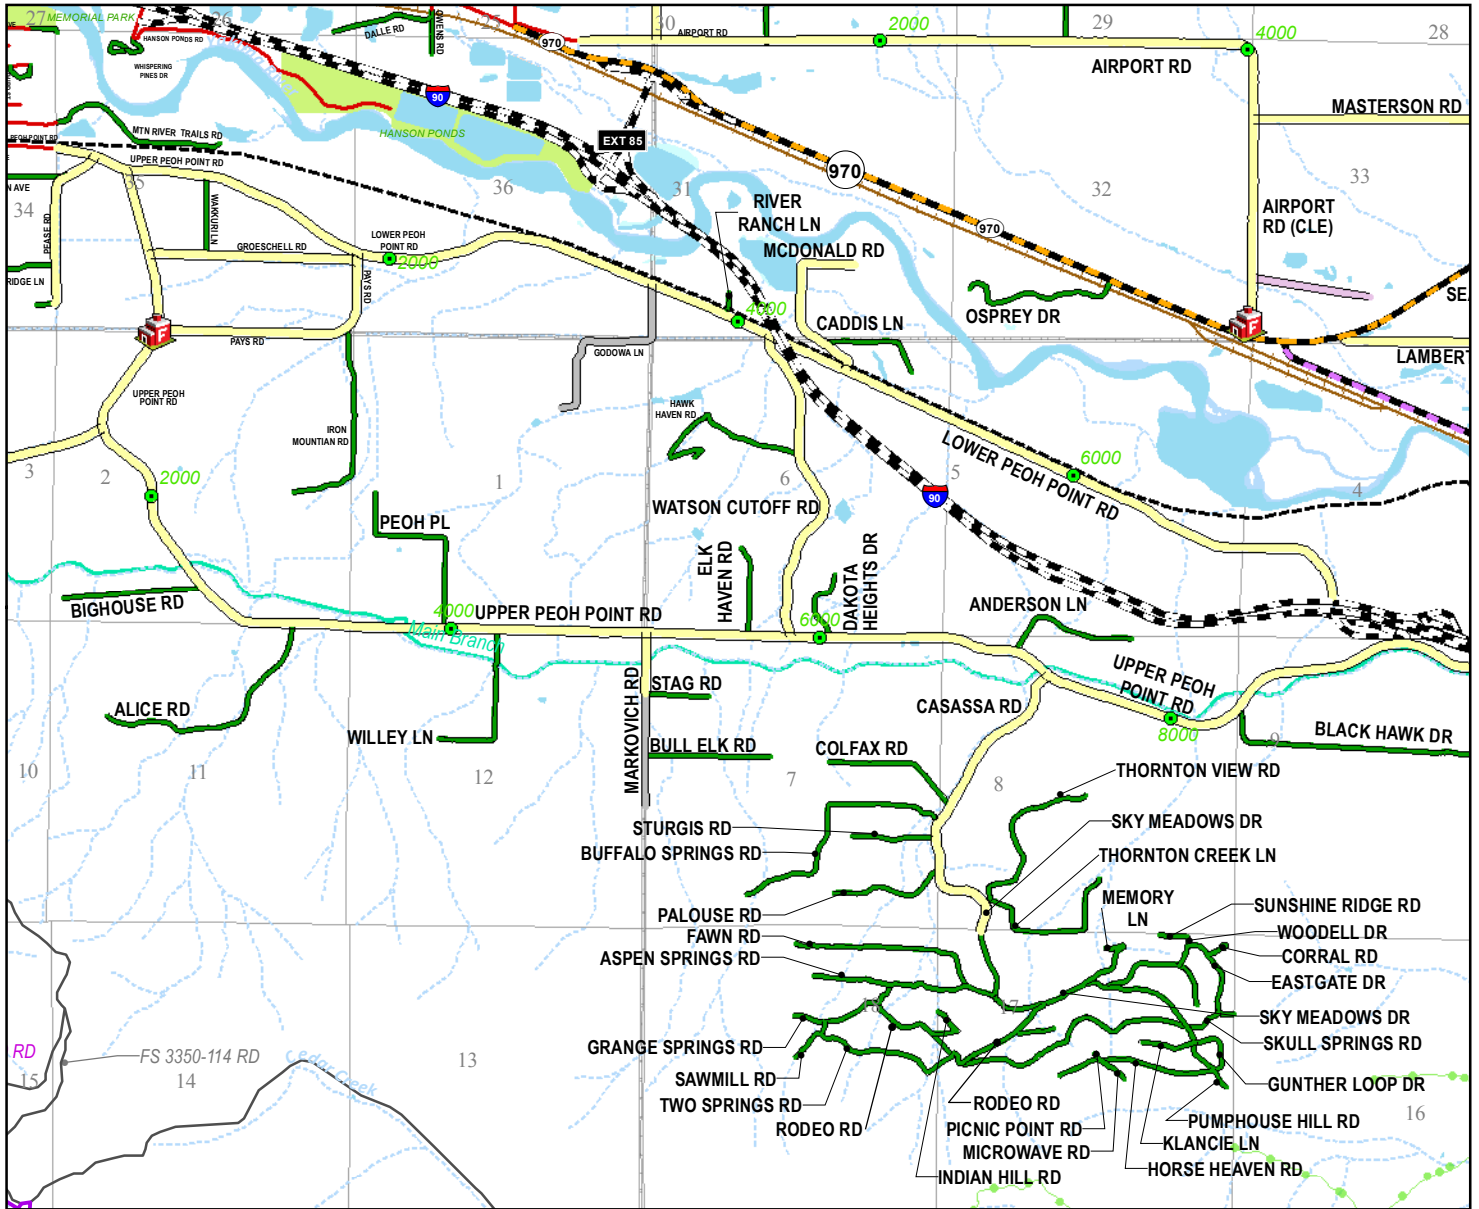 27
MEMORIAL PARK
26
HANSON PONDS RD
WHISPERING
PINES DR
DALLE RD
OWENS RD
25
970
30
AIRPORT RD
2000
29
4000
28
AIRPORT RD
MASTERSON RD
90
HANSON PONDS
EXT 85
PEOH POINT RD
MTN RIVER TRAILS RD
UPPER PEOH POINT RD
35
36
31
970
32
33
N AVE
34
PEASE RD
WAKKURI LN
GROESCHELL RD
LOWER PEOH
POINT RD
2000
RIVER
RANCH LN
MCDONALD RD
970
AIRPORT
RD (CLE)
RIDGE LN
PAYS RD
F
PAYS RD
4000
CADDIS LN
OSPREY DR
F
SE
LAMBERT
GODOWA LN
UPPER PEOH
POINT RD
IRON
MOUNTIAN RD
HAWK
HAVEN RD
LOWER PEOH POINT RD
6000
3
2
2000
1
6
5
4
90
PEOH PL
WATSON CUTOFF RD
ELK
HAVEN RD
DAKOTA
HEIGHTS DR
BIGHOUSE RD
4000
UPPER PEOH POINT RD
6000
ANDERSON LN
Main Branch
UPPER PEOH
POINT RD
8000
ALICE RD
WILLEY LN
MARKOVICH RD
STAG RD
BULL ELK RD
CASASSA RD
COLFAX RD
BLACK HAWK DR
9
10
11
12
7
8
THORNTON VIEW RD
STURGIS RD
SKY MEADOWS DR
BUFFALO SPRINGS RD
THORNTON CREEK LN
MEMORY
LN
PALOUSE RD
SUNSHINE RIDGE RD
FAWN RD
WOODELL DR
ASPEN SPRINGS RD
CORRAL RD
EASTGATE DR
18
17
SKY MEADOWS DR
GRANGE SPRINGS RD
SKULL SPRINGS RD
RD
FS 3350-114 RD
15
14
13
SAWMILL RD
GUNTHER LOOP DR
TWO SPRINGS RD
RODEO RD
16
RODEO RD
PICNIC POINT RD
PUMPHOUSE HILL RD
MICROWAVE RD
KLANCIE LN
INDIAN HILL RD
HORSE HEAVEN RD
Creek